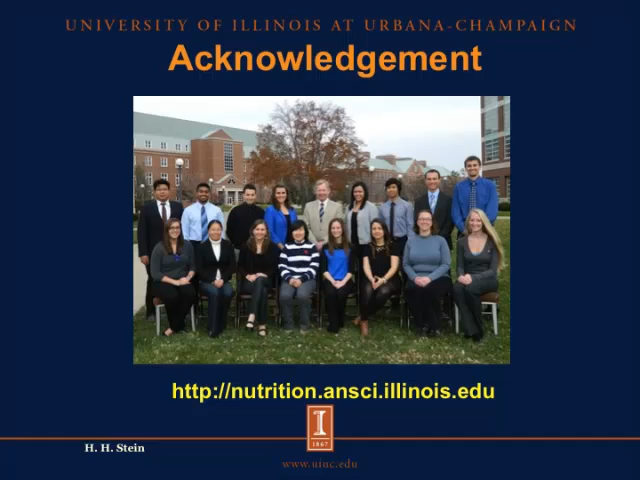 UNIVERSITY OF ILLINOIS AT URBANA-CHAMPAIGN
Acknowledgement
http://nutrition.ansci.illinois.edu
I
1867
H. H. Stein
www.uiuc.edu